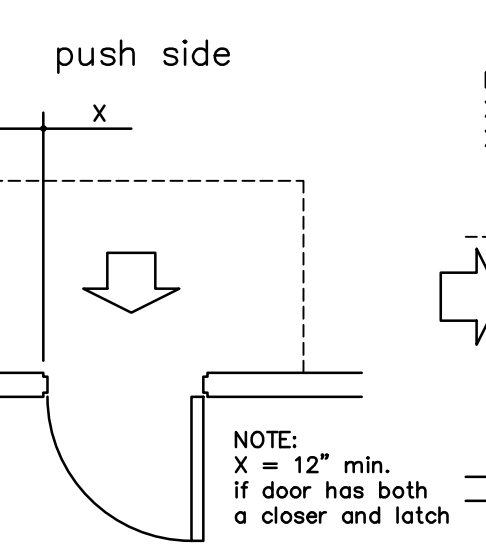 push side
X
NOTE:
X = 12" min.
if door has both
a closer and latch